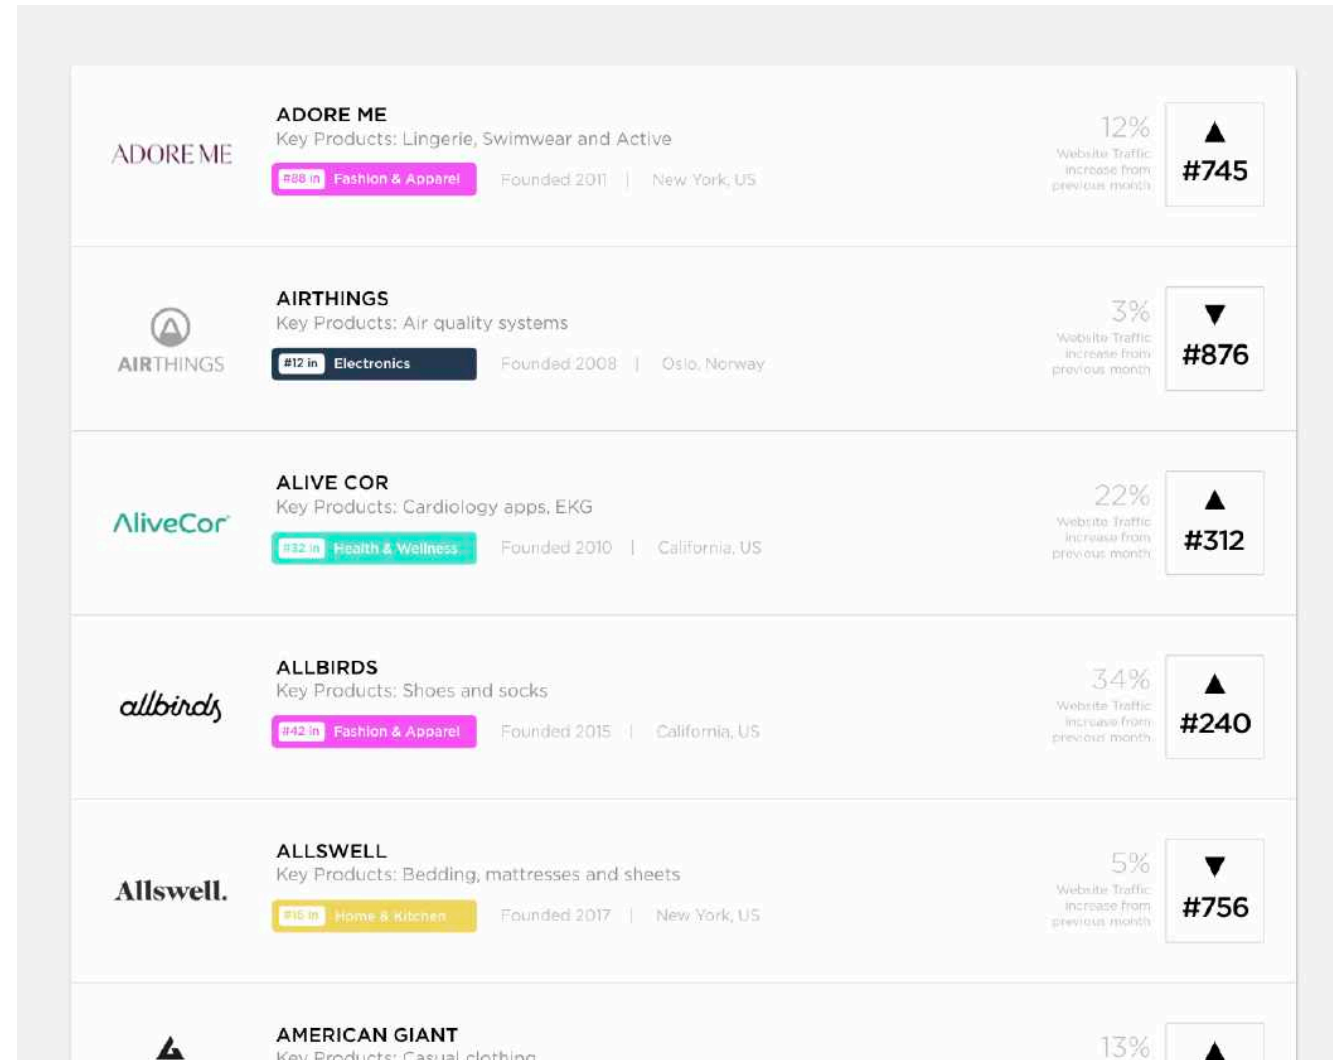 ADORE ME
ADORE ME
Key Products: Lingerie, Swimwear and Active
#88 in Fashion & Apparel Founded 2011 | New York, US
12%
Website Traffic
increase from
previous month
#745
AIRTHINGS
AIRTHINGS
Key Products: Air quality systems
#12 in Electronics Founded 2008 | Oslo, Norway
3%
Website Traffic
increase from
previous month
#876
AliveCor
ALIVE COR
Key Products: Cardiology apps, EKG
#32 in Health & Wellness Founded 2010 | California, US
22%
Website Traffic
increase from
previous month
#312
allbirds
ALLBIRDS
Key Products: Shoes and socks
#42 in Fashion & Apparel Founded 2015 | California, US
34%
Website Traffic
increase from
previous month
#240
Allswell.
ALLSWELL
Key Products: Bedding, mattresses and sheets
#15 in Home & Kitchen Founded 2017 | New York, US
5%
Website Traffic
increase from
previous month
#756
AMERICAN GIANT
Key Products: Casual clothing
13%